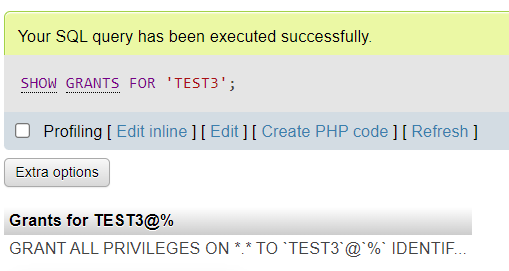 Your SQL query has been executed successfully.
SHOW GRANTS FOR 'TEST3';
Profiling [ Edit inline ] [ Edit ] [ Create PHP code ] [ Refresh ]
Extra options
Grants for TEST3@%
GRANT ALL PRIVILEGES ON *.* TO `TEST3`@`%` IDENTIF...